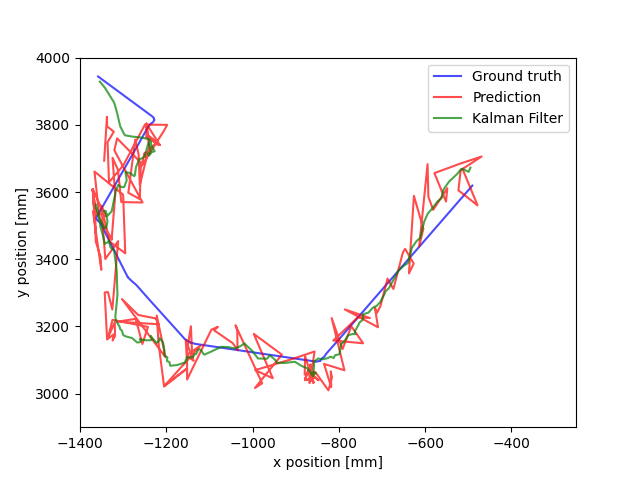 4000
3800
3600
3400
3200
3000
y position [mm]
Ground truth
Prediction
Kalman Filter
−1400 −1200 −1000 −800 −600 −400
x position [mm]